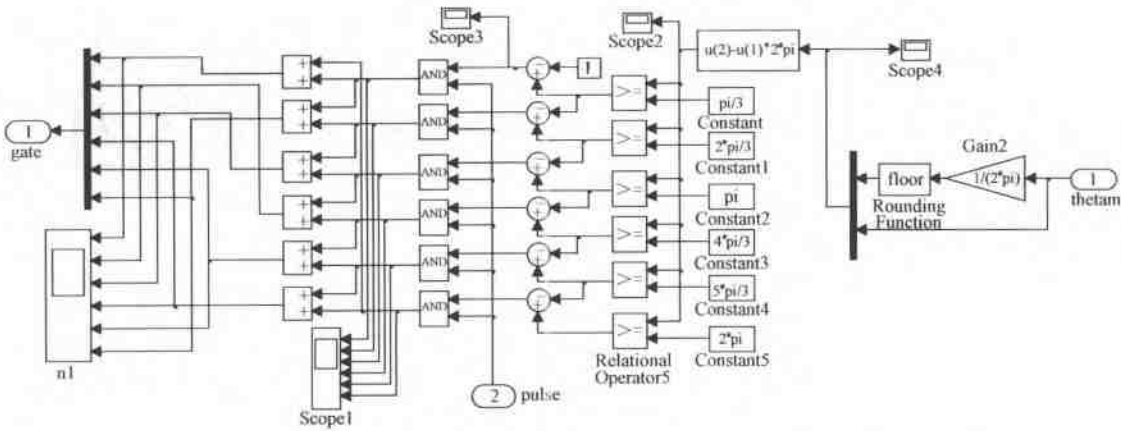 Scope3
Scope2
Scope4
u(2)-u(1)*2*pi
1
AND
AND
AND
AND
AND
AND
>=
>=
>=
>=
>=
>=
pi/3
Constant
2*pi/3
Constant1
pi
Constant2
4*pi/3
Constant3
5*pi/3
Constant4
2*pi
Constant5
Relational
Operator5
1
gate
n1
Scope1
2
pulse
floor
Rounding
Function
Gain2
1/(2*pi)
1
thetam